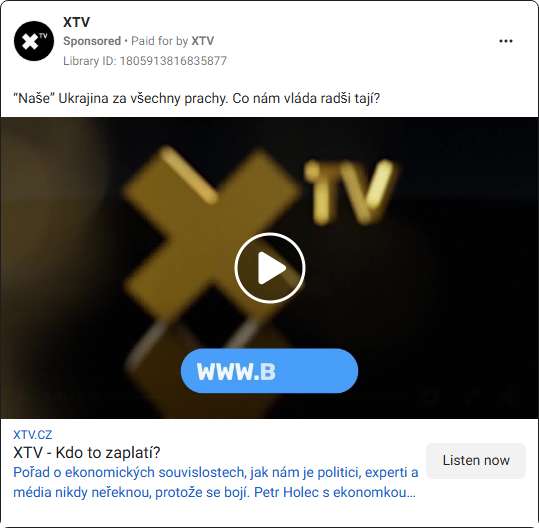 XTV
Sponsored • Paid for by XTV
Library ID: 1805913816835877
“Naše” Ukrajina za všechny prachy. Co nám vláda radši tají?
XTV
WWW.B
XTV.CZ
XTV - Kdo to zaplatí?
Pořad o ekonomických souvislostech, jak nám je politici, experti a
média nikdy neřeknou, protože se bojí. Petr Holec s ekonomkou...
Listen now